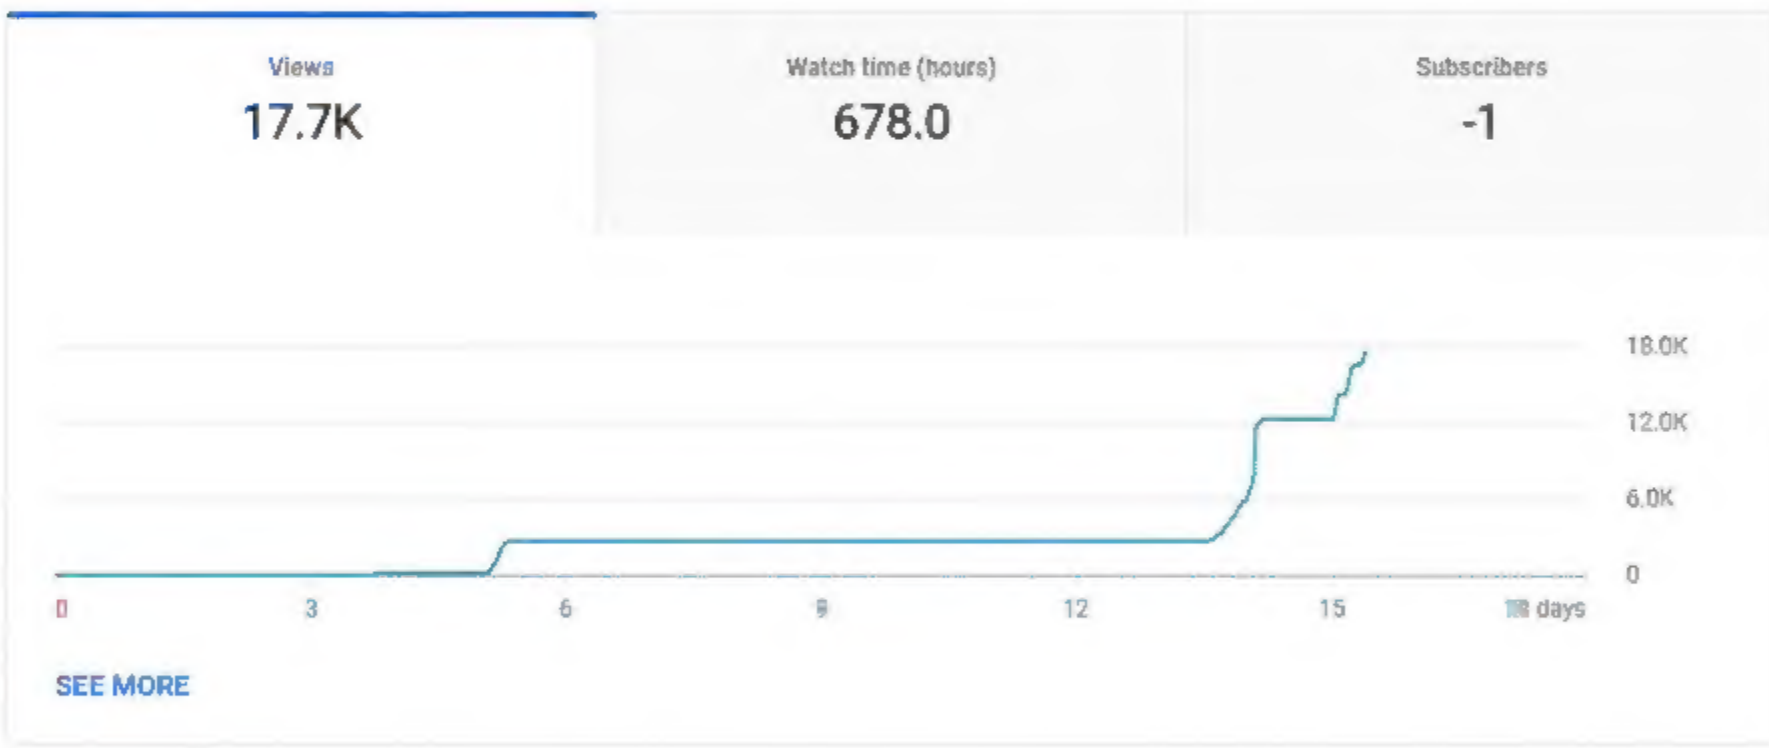 Views
17.7K
Watch time (hours)
678.0
Subscribers
-1
18.0K
12.0K
6.0K
0
0 3 6 9 12 15 18 days
SEE MORE